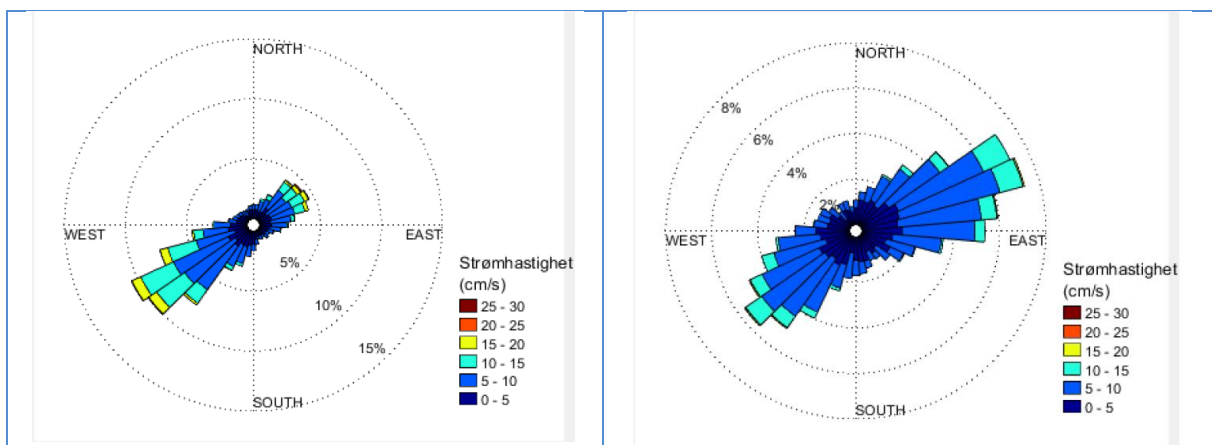 NORTH
WEST
EAST
5%
10%
15%
SOUTH
Strømhastighet
(cm/s)
25 - 30
20 - 25
15 - 20
10 - 15
5 - 10
0 - 5
NORTH
8%
6%
4%
2%
WEST
EAST
SOUTH
Strømhastighet
(cm/s)
25 - 30
20 - 25
15 - 20
10 - 15
5 - 10
0 - 5